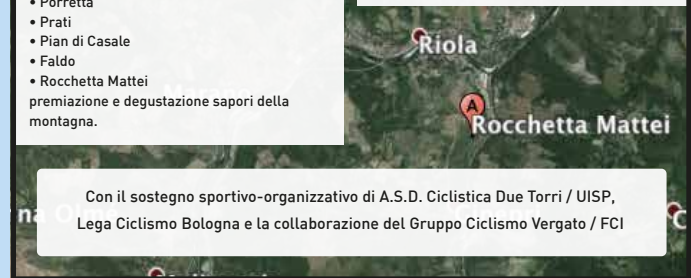 • Porretta
• Prati
• Pian di Casale
• Faldo
• Rocchetta Mattei
premiazione e degustazione sapori della
montagna.
Riola
A
Rocchetta Mattei
Con il sostegno sportivo-organizzativo di A.S.D. Ciclistica Due Torri / UISP,
Lega Ciclismo Bologna e la collaborazione del Gruppo Ciclismo Vergato / FCI